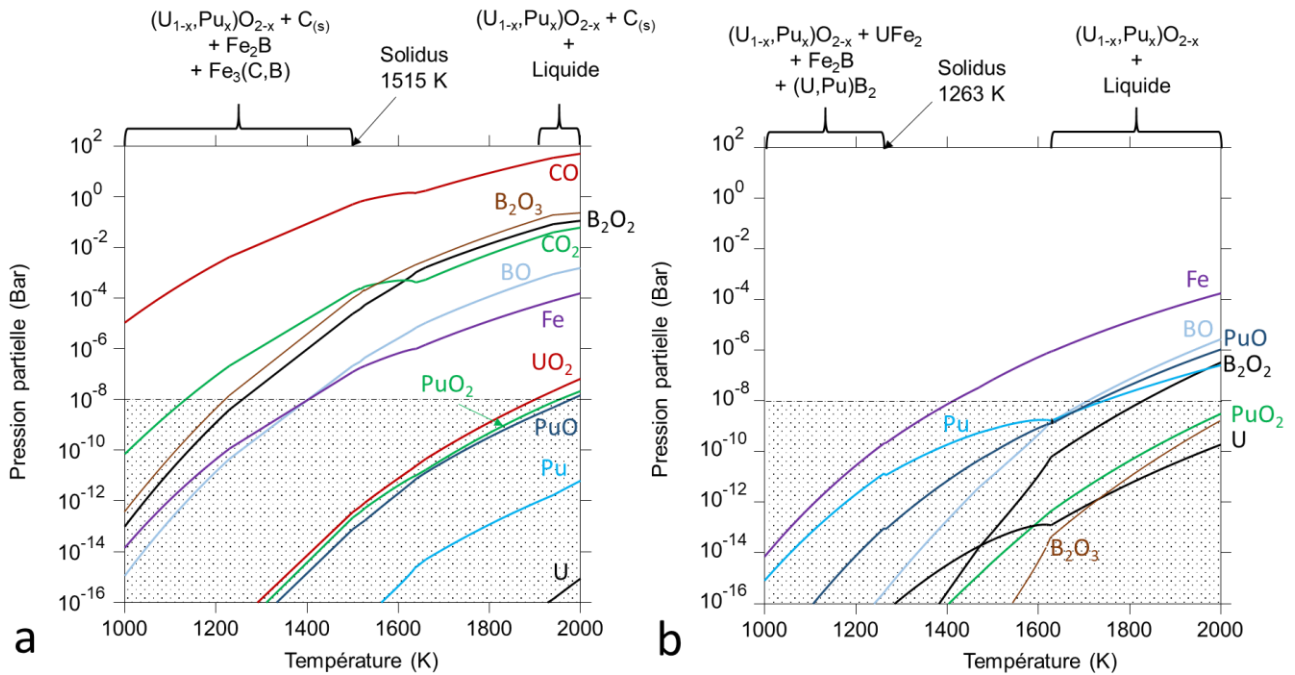 (U1-x,Pux)O2-x + C(s)
+ Fe2B
+ Fe3(C,B)
Solidus
1515 K
(U1-x,Pux)O2-x + C(s)
+
Liquide
10^2
10^0
10^-2
10^-4
10^-6
10^-8
10^-10
10^-12
10^-14
10^-16
Pression partielle (Bar)
CO
B2O3
B2O2
CO2
BO
Fe
UO2
PuO2
PuO
Pu
U
1000 1200 1400 1600 1800 2000
Température (K)
a
(U1-x,Pux)O2-x + UFe2
+ Fe2B
+ (U,Pu)B2
Solidus
1263 K
(U1-x,Pux)O2-x
+
Liquide
10^2
10^0
10^-2
10^-4
10^-6
10^-8
10^-10
10^-12
10^-14
10^-16
Pression partielle (Bar)
Fe
BO
PuO
B2O2
Pu
PuO2
U
B2O3
1000 1200 1400 1600 1800 2000
Température (K)
b